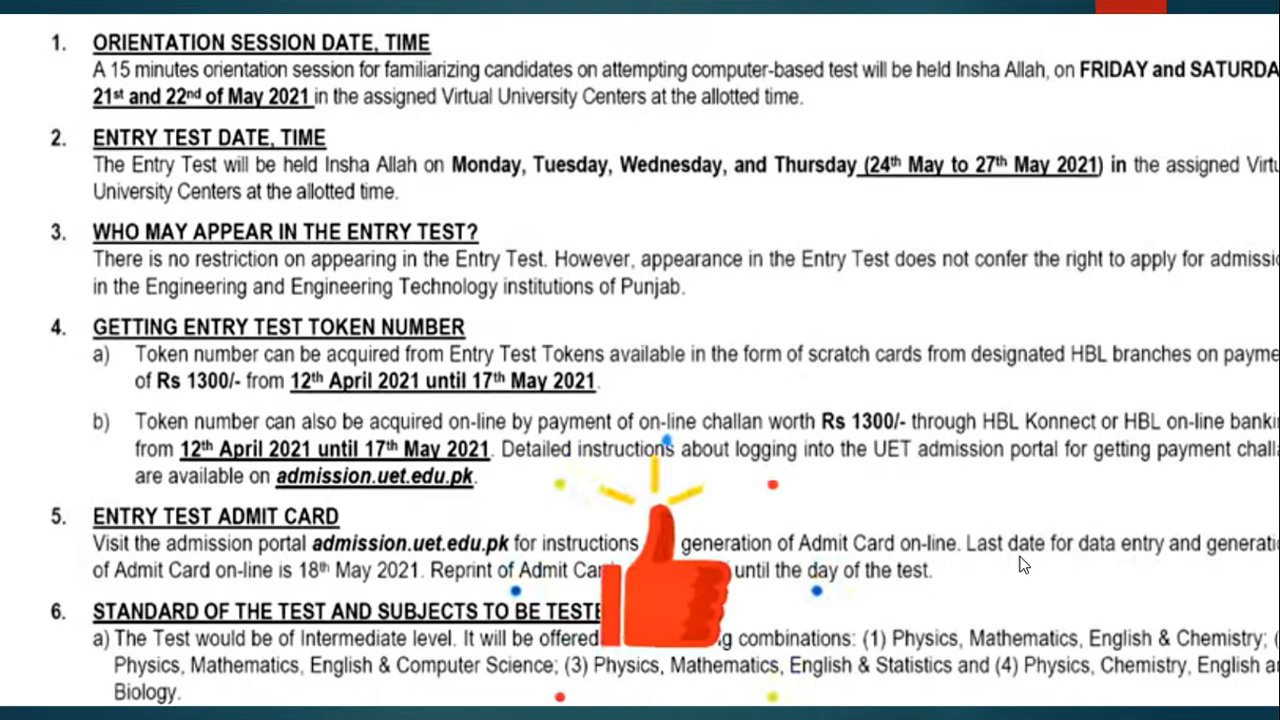 1. ORIENTATION SESSION DATE, TIME
A 15 minutes orientation session for familiarizing candidates on attempting computer-based test will be held Insha Allah, on FRIDAY and SATURDA
21st and 22nd of May 2021 in the assigned Virtual University Centers at the allotted time.
2. ENTRY TEST DATE, TIME
The Entry Test will be held Insha Allah on Monday, Tuesday, Wednesday, and Thursday (24th May to 27th May 2021) in the assigned Virtu
University Centers at the allotted time.
3. WHO MAY APPEAR IN THE ENTRY TEST?
There is no restriction on appearing in the Entry Test. However, appearance in the Entry Test does not confer the right to apply for admissio
in the Engineering and Engineering Technology institutions of Punjab.
4. GETTING ENTRY TEST TOKEN NUMBER
a) Token number can be acquired from Entry Test Tokens available in the form of scratch cards from designated HBL branches on payme
of Rs 1300/- from 12th April 2021 until 17th May 2021.
b) Token number can also be acquired on-line by payment of on-line challan worth Rs 1300/- through HBL Konnect or HBL on-line banki
from 12th April 2021 until 17th May 2021. Detailed instructions about logging into the UET admission portal for getting payment chall
are available on admission.uet.edu.pk.
5. ENTRY TEST ADMIT CARD
Visit the admission portal admission.uet.edu.pk for instructions generation of Admit Card on-line. Last date for data entry and generati
of Admit Card on-line is 18th May 2021. Reprint of Admit Car until the day of the test.
6. STANDARD OF THE TEST AND SUBJECTS TO BE TESTE
a) The Test would be of Intermediate level. It will be offered g combinations: (1) Physics, Mathematics, English & Chemistry; (
Physics, Mathematics, English & Computer Science; (3) Physics, Mathematics, English & Statistics and (4) Physics, Chemistry, English a
Biology.